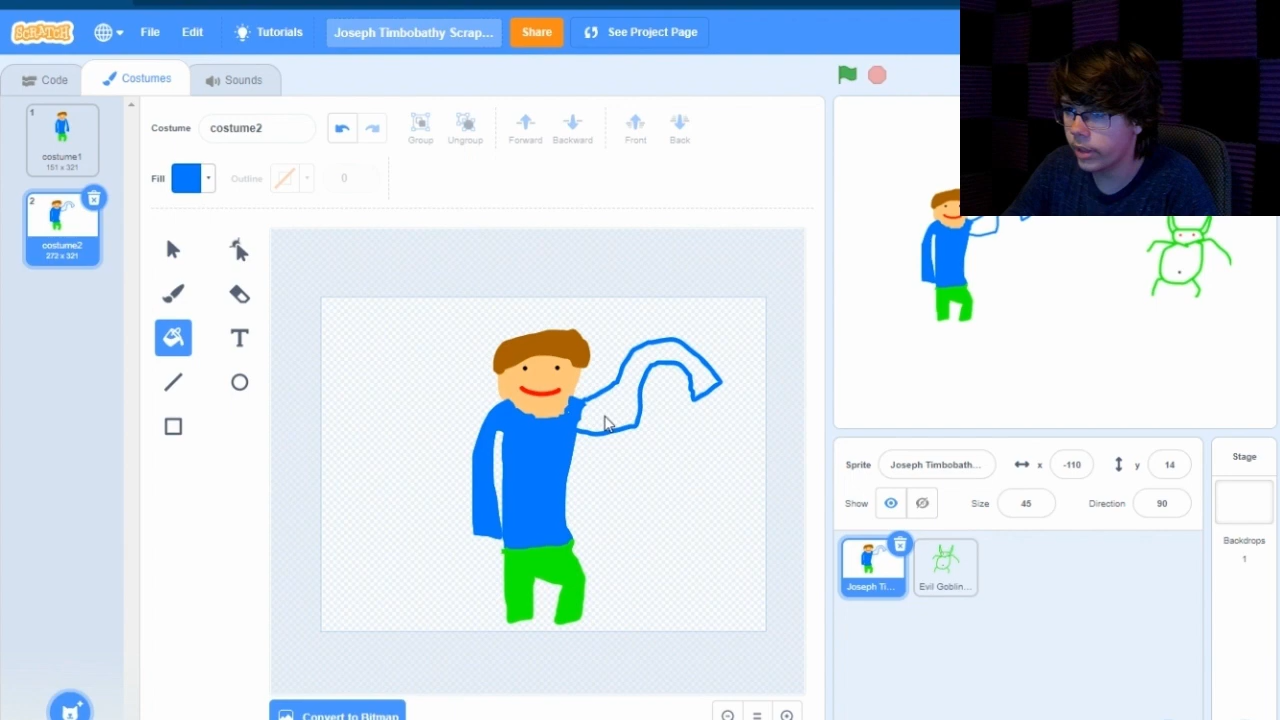 SCRATCH File Edit Tutorials Joseph Timbobathy Scrap... Share See Project Page
Code Costumes Sounds
1
costume1
151 x 321
2
costume2
272 x 321
Costume costume2 Group Ungroup Forward Backward Front Back
Fill Outline 0
T
Convert to Bitmap
Sprite Joseph Timbobath... x -110 y 14
Show Size 45 Direction 90
Joseph Ti...
Evil Goblin...
Stage
Backdrops
1